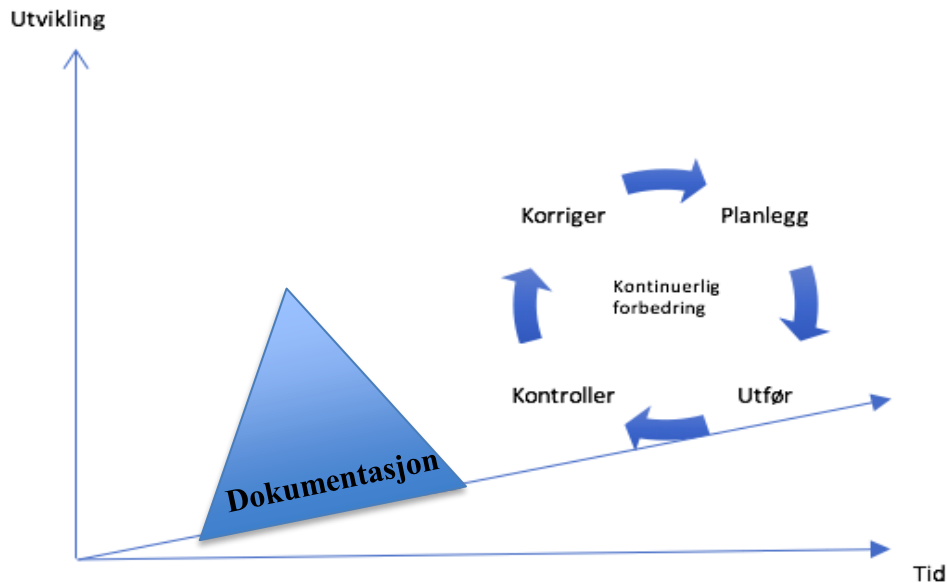 Utvikling
Korriger
Planlegg
Kontinuerlig
forbedring
Kontroller
Utfør
Dokumentasjon
Tid